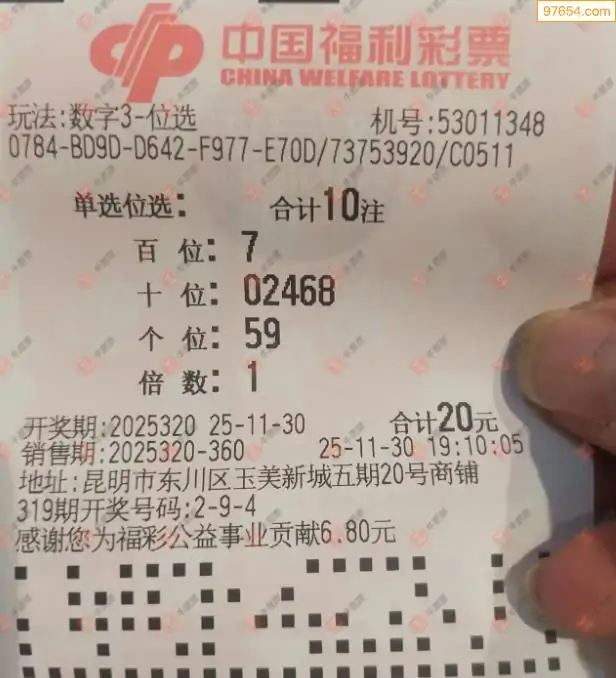 97654.com
中国福利彩票
CHINA WELFARE LOTTERY
玩法:数字3-位选 机号:53011348
0784-BD9D-D642-F977-E70D/73753920/C0511
单选位选: 合计10注
百位: 7
十位: 02468
个位: 59
倍数: 1
开奖期:2025320 25-11-30 合计20元
销售期:2025320-360 25-11-30 19:10:05
地址:昆明市东川区玉美新城五期20号商铺
319期开奖号码:2-9-4
感谢您为福彩公益事业贡献6.80元